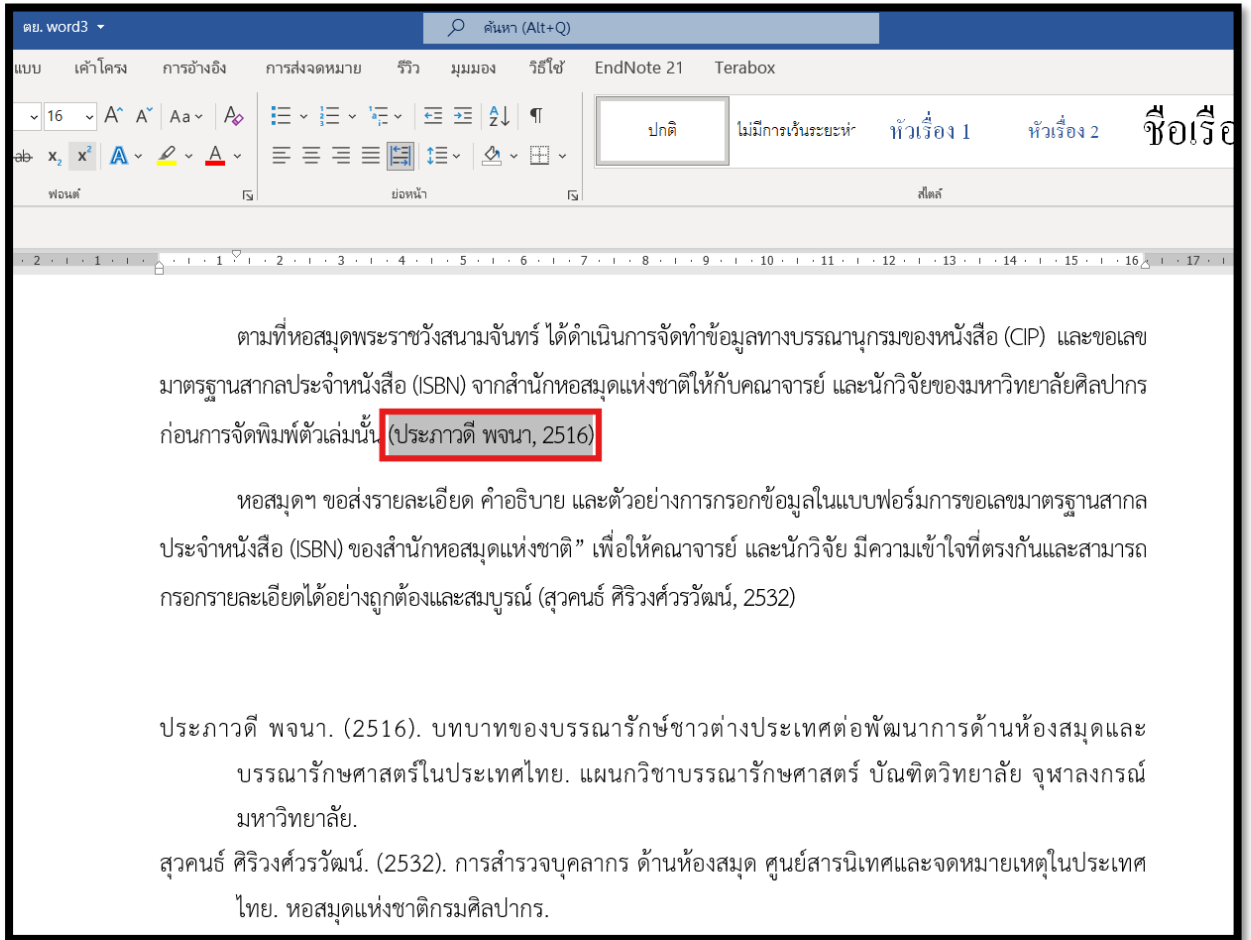 ตย. word3
ค้นหา (Alt+Q)
แบบ เค้าโครง การอ้างอิง การส่งจดหมาย รีวิว มุมมอง วิธีใช้ EndNote 21 Terabox
16 A A Aa A
ปกติ ไม่มีการเว้นระยะห่า หัวเรื่อง 1 หัวเรื่อง 2 ชื่อเรื่อ
ab x₂ x² A A
ฟอนต์ ย่อหน้า สไตล์
2 1 1 2 3 4 5 6 7 8 9 10 11 12 13 14 15 16 17
ตามที่หอสมุดพระราชวังสนามจันทร์ ได้ดำเนินการจัดทำข้อมูลทางบรรณานุกรมของหนังสือ (CIP) และขอเลข
มาตรฐานสากลประจำหนังสือ (ISBN) จากสำนักหอสมุดแห่งชาติให้กับคณาจารย์ และนักวิจัยของมหาวิทยาลัยศิลปากร
ก่อนการจัดพิมพ์ตัวเล่มนั้น (ประภาวดี พจนา, 2516)
หอสมุดฯ ขอส่งรายละเอียด คำอธิบาย และตัวอย่างการกรอกข้อมูลในแบบฟอร์มการขอเลขมาตรฐานสากล
ประจำหนังสือ (ISBN) ของสำนักหอสมุดแห่งชาติ” เพื่อให้คณาจารย์ และนักวิจัย มีความเข้าใจที่ตรงกันและสามารถ
กรอกรายละเอียดได้อย่างถูกต้องและสมบูรณ์ (สุวคนธ์ ศิริวงศ์วรวัฒน์, 2532)
ประภาวดี พจนา. (2516). บทบาทของบรรณารักษ์ชาวต่างประเทศต่อพัฒนาการด้านห้องสมุดและ
บรรณารักษศาสตร์ในประเทศไทย. แผนกวิชาบรรณารักษศาสตร์ บัณฑิตวิทยาลัย จุฬาลงกรณ์
มหาวิทยาลัย.
สุวคนธ์ ศิริวงศ์วรวัฒน์. (2532). การสำรวจบุคลากร ด้านห้องสมุด ศูนย์สารนิเทศและจดหมายเหตุในประเทศ
ไทย. หอสมุดแห่งชาติกรมศิลปากร.